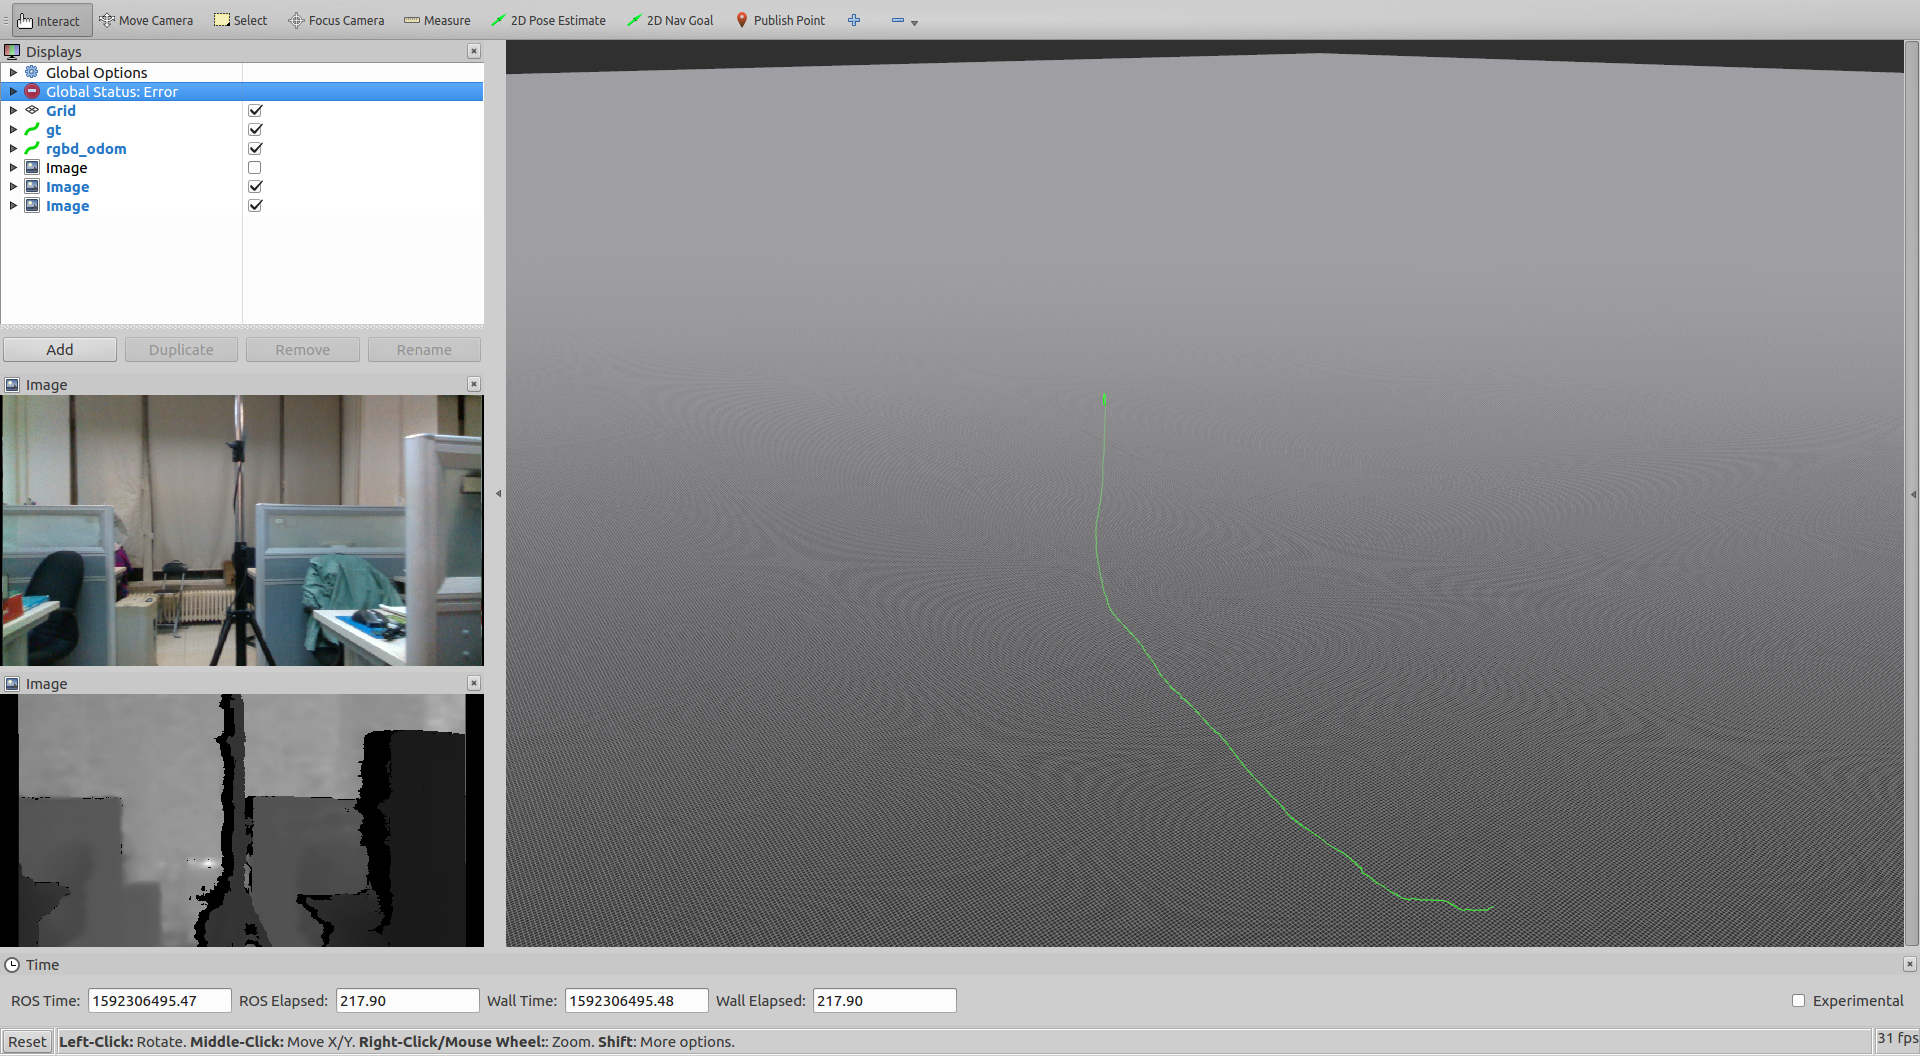 Interact Move Camera Select Focus Camera Measure 2D Pose Estimate 2D Nav Goal Publish Point
Displays
Global Options
Global Status: Error
Grid
gt
rgbd_odom
Image
Image
Image
Add Duplicate Remove Rename
Image
Image
Time
ROS Time: 1592306495.47 ROS Elapsed: 217.90 Wall Time: 1592306495.48 Wall Elapsed: 217.90 Experimental
Reset Left-Click: Rotate. Middle-Click: Move X/Y. Right-Click/Mouse Wheel:: Zoom. Shift: More options. 31 fps